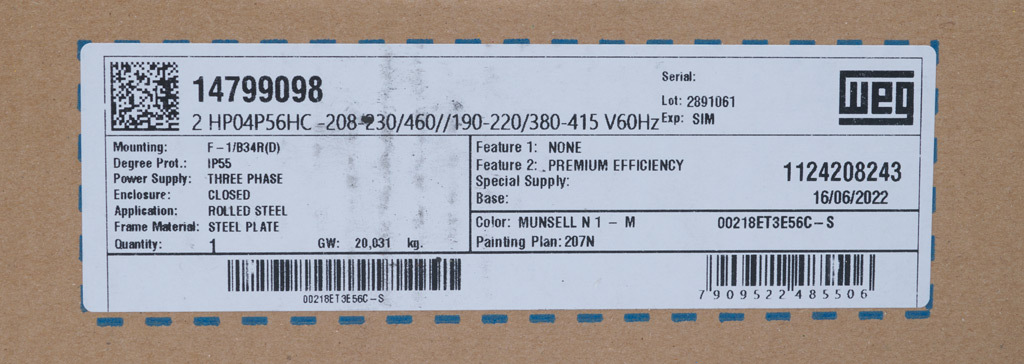 14799098
Serial:
Lot: 2891061
Exp: SIM
weg
2 HP04P56HC -208-230/460//190-220/380-415 V60Hz
Mounting: F-1/B34R(D)
Degree Prot.: IP55
Power Supply: THREE PHASE
Enclosure: CLOSED
Application: ROLLED STEEL
Frame Material: STEEL PLATE
Quantity: 1 GW: 20,031 kg.
Feature 1: NONE
Feature 2: PREMIUM EFFICIENCY
Special Supply:
Base:
1124208243
16/06/2022
Color: MUNSELL N 1 - M 00218ET3E56C-S
Painting Plan: 207N
00218ET3E56C-S
7909522485506